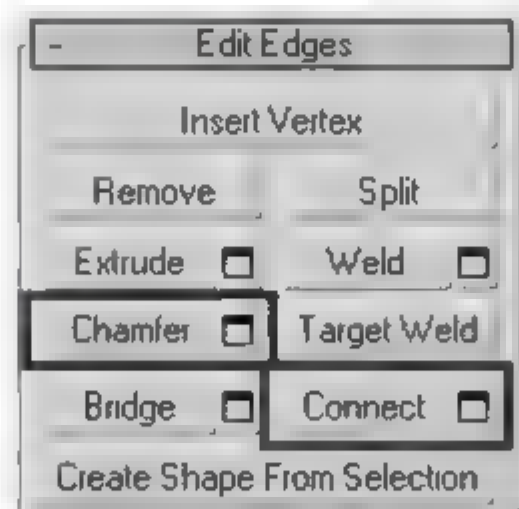 - Edit Edges
Insert Vertex
Remove Split
Extrude Weld
Chamfer Target Weld
Bridge Connect
Create Shape From Selection